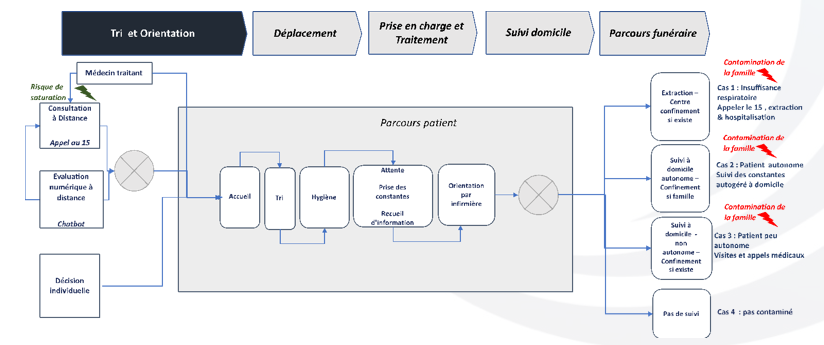 Tri et Orientation
Déplacement
Prise en charge et
Traitement
Suivi domicile
Parcours funéraire
Médecin traitant
Risque de
saturation
Consultation
à Distance
Appel au 15
Evaluation
numérique à
distance
Chatbot
Décision
individuelle
Parcours patient
Accueil
Tri
Hygiène
Attente
Prise des
constantes
Recueil
d'information
Orientation
par
infirmière
Extraction –
Centre
confinement
si existe
Contamination de
la famille
Cas 1 : Insuffisance
respiratoire
Appeler le 15 , extraction
& hospitalisation
Suivi à
domicile
autonome –
Confinement
si famille
Contamination de
la famille
Cas 2 : Patient autonome
Suivi des constantes
autogéré à domicile
Suivi à
domicile -
non
autonome –
Confinement
si existe
Contamination de
la famille
Cas 3 : Patient peu
autonome
Visites et appels médicaux
Pas de suivi
Cas 4 : pas contaminé